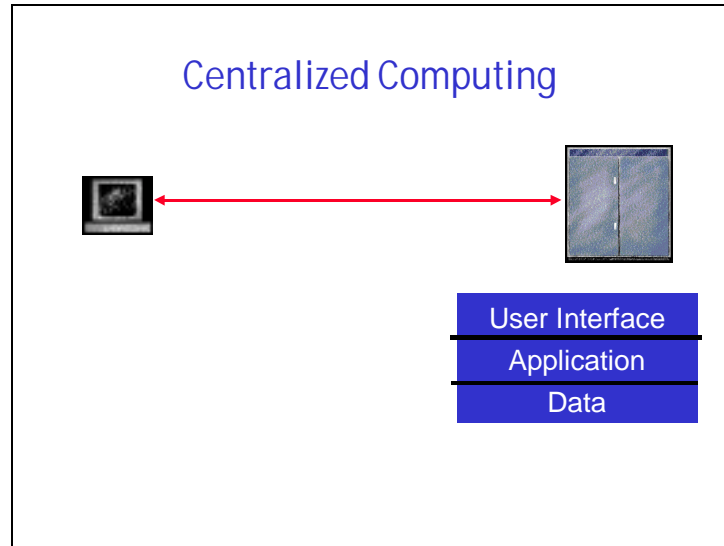 Centralized Computing
User Interface
Application
Data